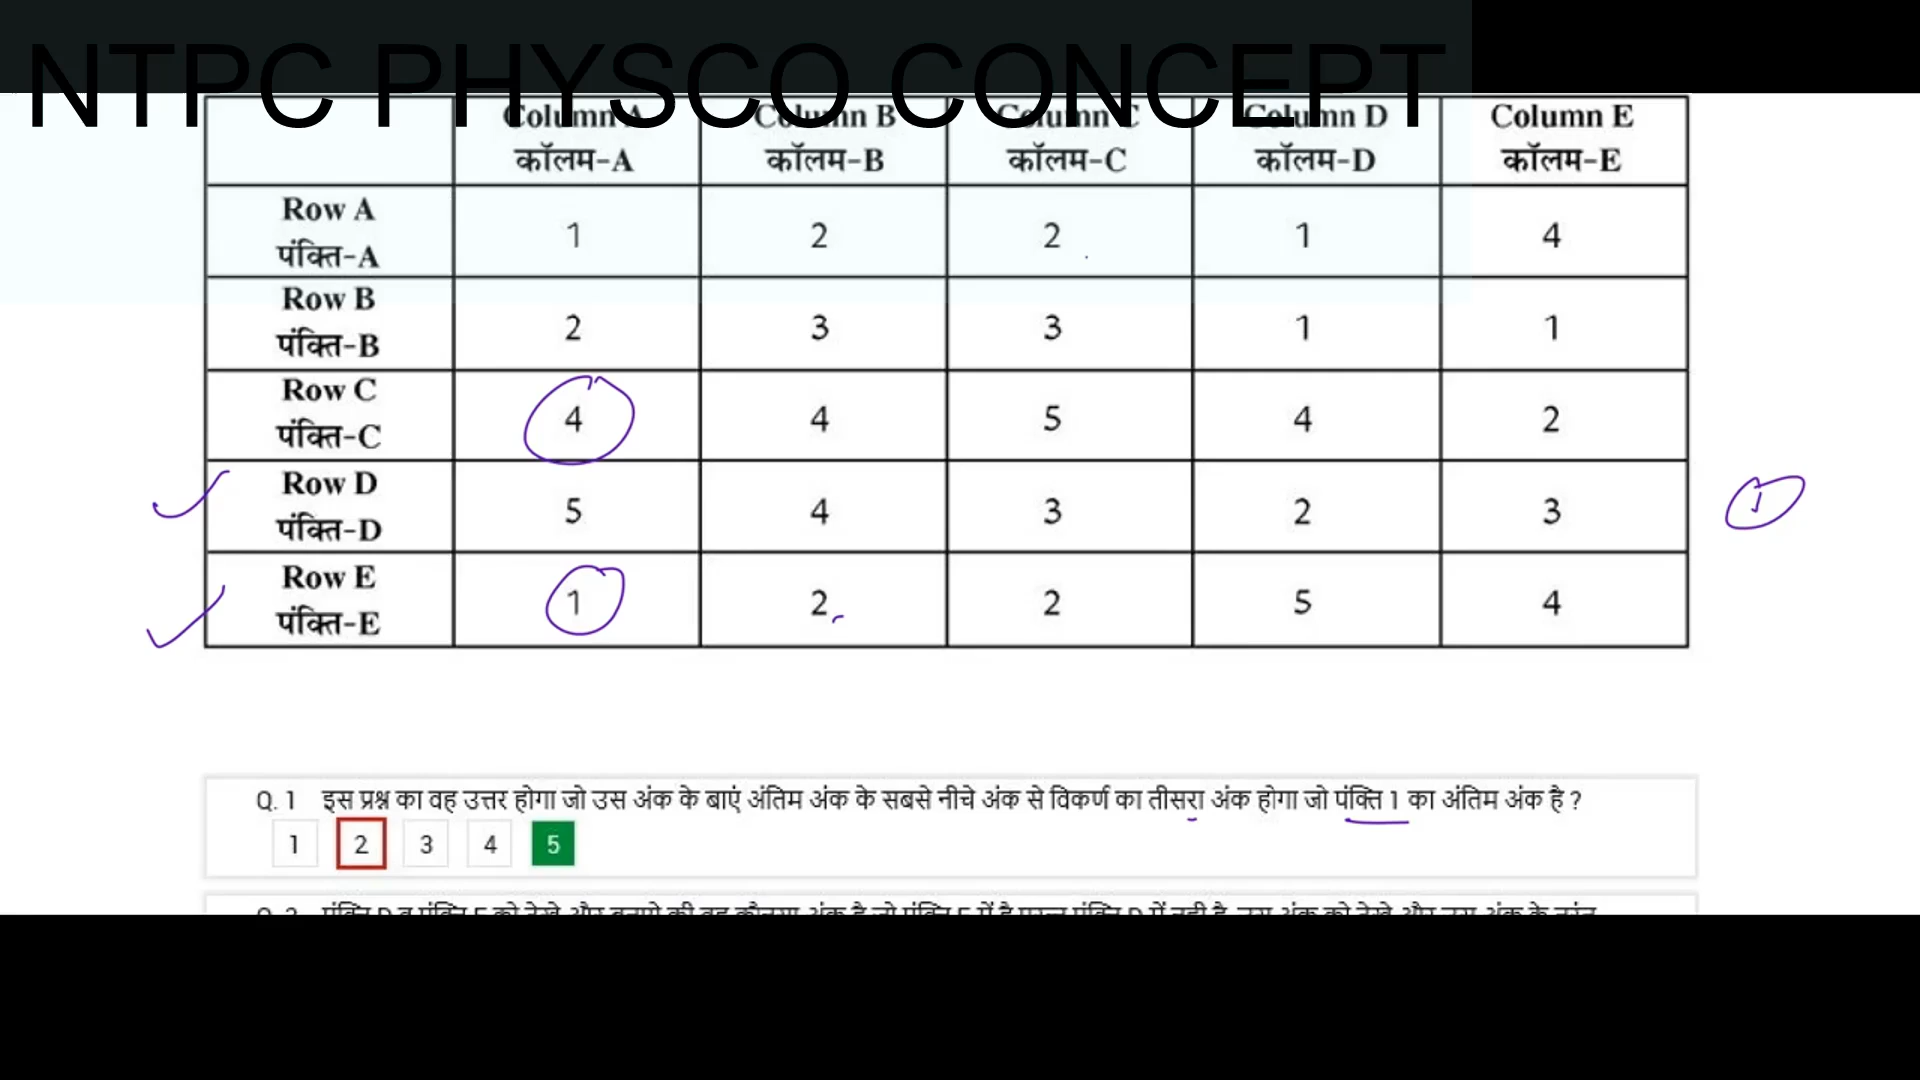 NTPC PHYSCO CONCEPT
Column A Column B Column C Column D Column E
कॉलम-A कॉलम-B कॉलम-C कॉलम-D कॉलम-E
Row A
पंक्ति-A
1 2 2 1 4
Row B
पंक्ति-B
2 3 3 1 1
Row C
पंक्ति-C
4 4 5 4 2
Row D
पंक्ति-D
5 4 3 2 3
1
Row E
पंक्ति-E
1 2 2 5 4
Q. 1 इस प्रश्न का वह उत्तर होगा जो उस अंक के बाएं अंतिम अंक के सबसे नीचे अंक से विकर्ण का तीसरा अंक होगा जो पंक्ति 1 का अंतिम अंक है ?
1 2 3 4 5